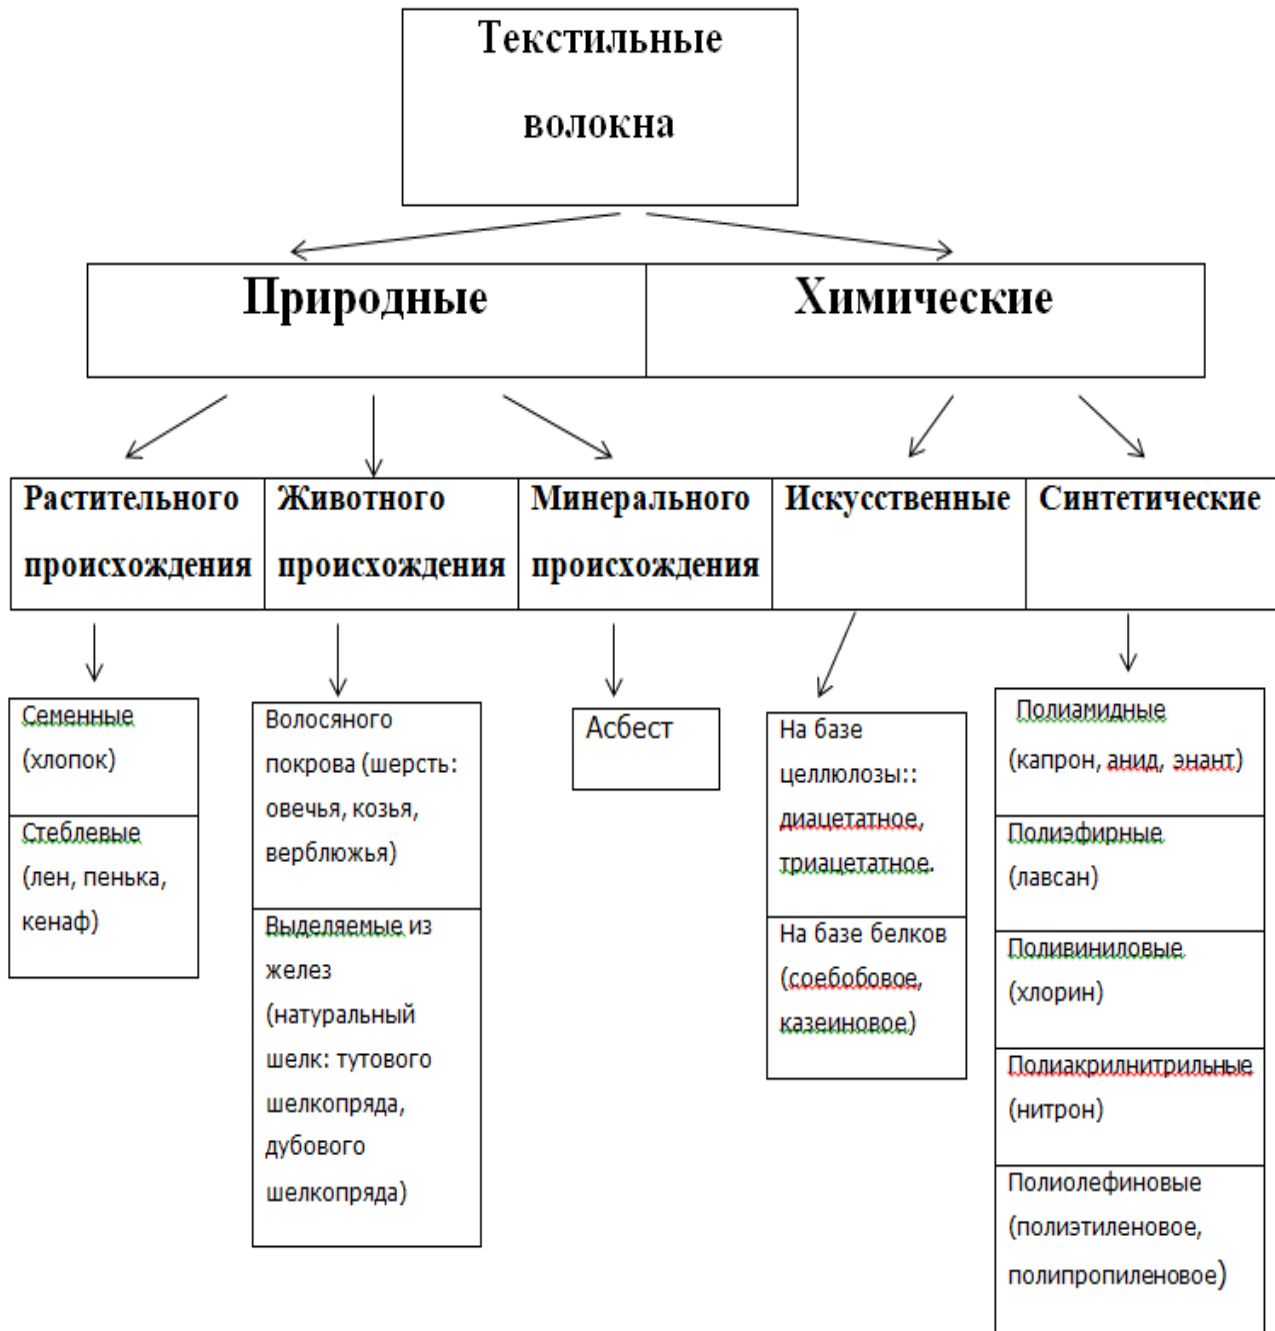 Текстильные
волокна
Природные
Химические
Растительного
происхождения
Животного
происхождения
Минерального
происхождения
Искусственные
Синтетические
Семенные
(хлопок)
Стеблевые
(лен, пенька,
кенаф)
Волосяного
покрова (шерсть:
овечья, козья,
верблюжья)
Выделяемые из
желез
(натуральный
шелк: тутового
шелкопряда,
дубового
шелкопряда)
Асбест
На базе
целлюлозы::
диацетатное,
триацетатное.
На базе белков
(соебобовое,
казеиновое)
Полиамидные
(капрон, анид, энант)
Полиэфирные
(лавсан)
Поливиниловые
(хлорин)
Полиакрилнитрильные
(нитрон)
Полиолефиновые
(полиэтиленовое,
полипропиленовое)